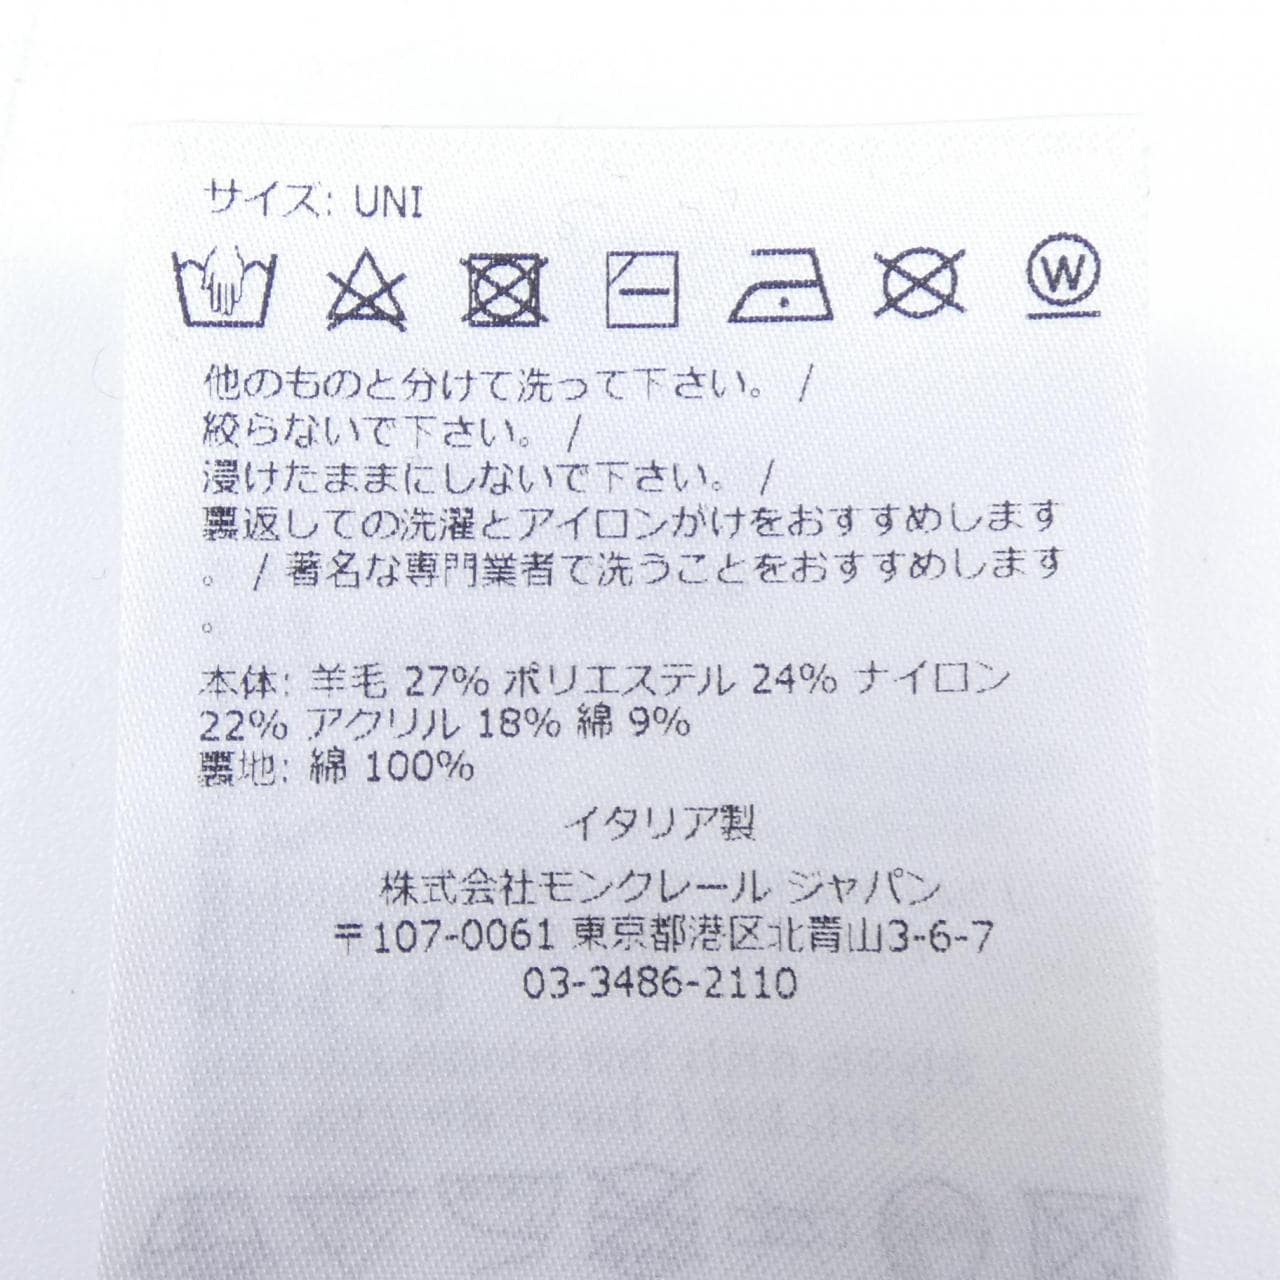 サイズ: UNI
W
他のものと分けて洗って下さい。 /
絞らないで下さい。 /
浸けたままにしないで下さい。 /
裏返しての洗濯とアイロンがけをおすすめします
。 / 著名な専門業者で洗うことをおすすめします
。
本体: 羊毛 27% ポリエステル 24% ナイロン
22% アクリル 18% 綿 9%
裏地: 綿 100%
イタリア製
株式会社モンクレール ジャパン
〒107-0061 東京都港区北青山3-6-7
03-3486-2110